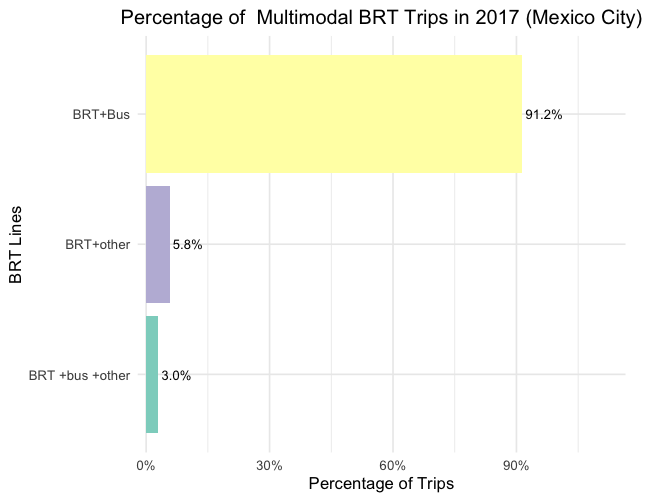 Percentage of  Multimodal BRT Trips in 2017 (Mexico City)
BRT Lines
BRT+Bus
91.2%
BRT+other
5.8%
BRT +bus +other
3.0%
0%
30%
60%
90%
Percentage of Trips